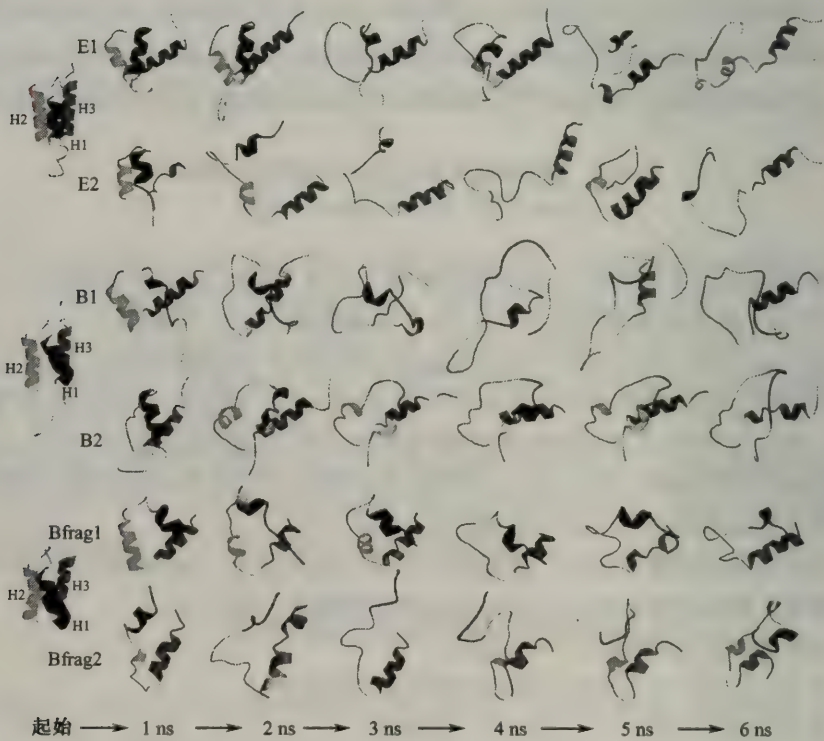 E1
H2
H3
H1
E2
B1
H2
H3
H1
B2
Bfrag1
H2
H3
H1
Bfrag2
起始 1 ns 2 ns 3 ns 4 ns 5 ns 6 ns